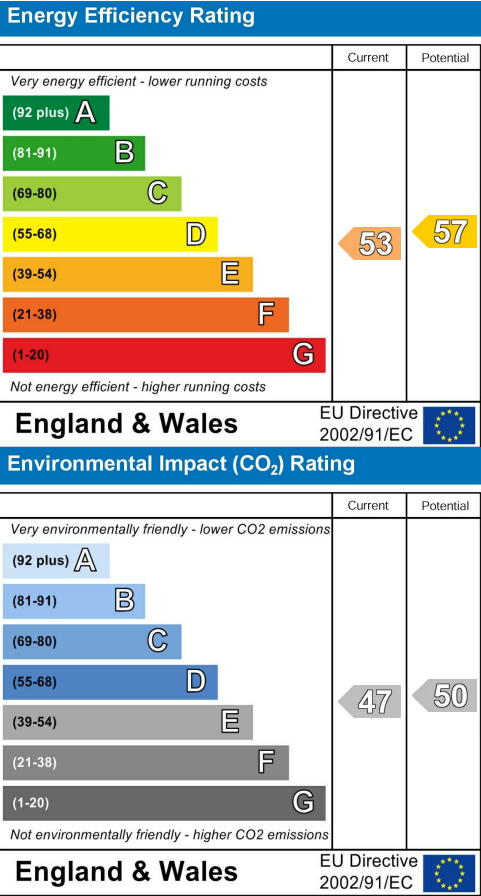 Energy Efficiency Rating
Current Potential
Very energy efficient - lower running costs
(92 plus) A
(81-91) B
(69-80) C
(55-68) D
(39-54) E
(21-38) F
(1-20) G
53
57
Not energy efficient - higher running costs
England & Wales
EU Directive
2002/91/EC
Environmental Impact (CO₂) Rating
Current Potential
Very environmentally friendly - lower CO2 emissions
(92 plus) A
(81-91) B
(69-80) C
(55-68) D
(39-54) E
(21-38) F
(1-20) G
47
50
Not environmentally friendly - higher CO2 emissions
England & Wales
EU Directive
2002/91/EC